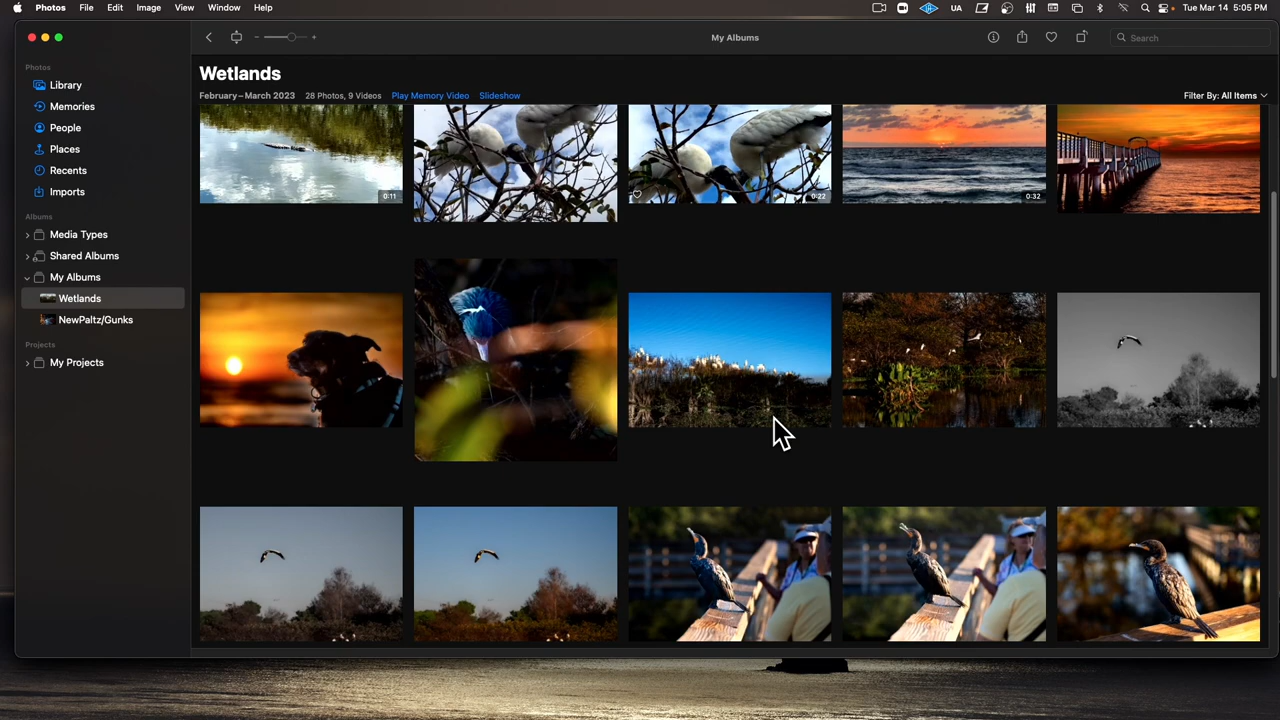 Photos File Edit Image View Window Help UA Tue Mar 14 5:05 PM
My Albums
Search
Photos
Library
Memories
People
Places
Recents
Imports
Albums
Media Types
Shared Albums
My Albums
Wetlands
NewPaltz/Gunks
Projects
My Projects
Wetlands
February–March 2023 28 Photos, 9 Videos Play Memory Video Slideshow Filter By: All Items
0:11
0:22
0:32